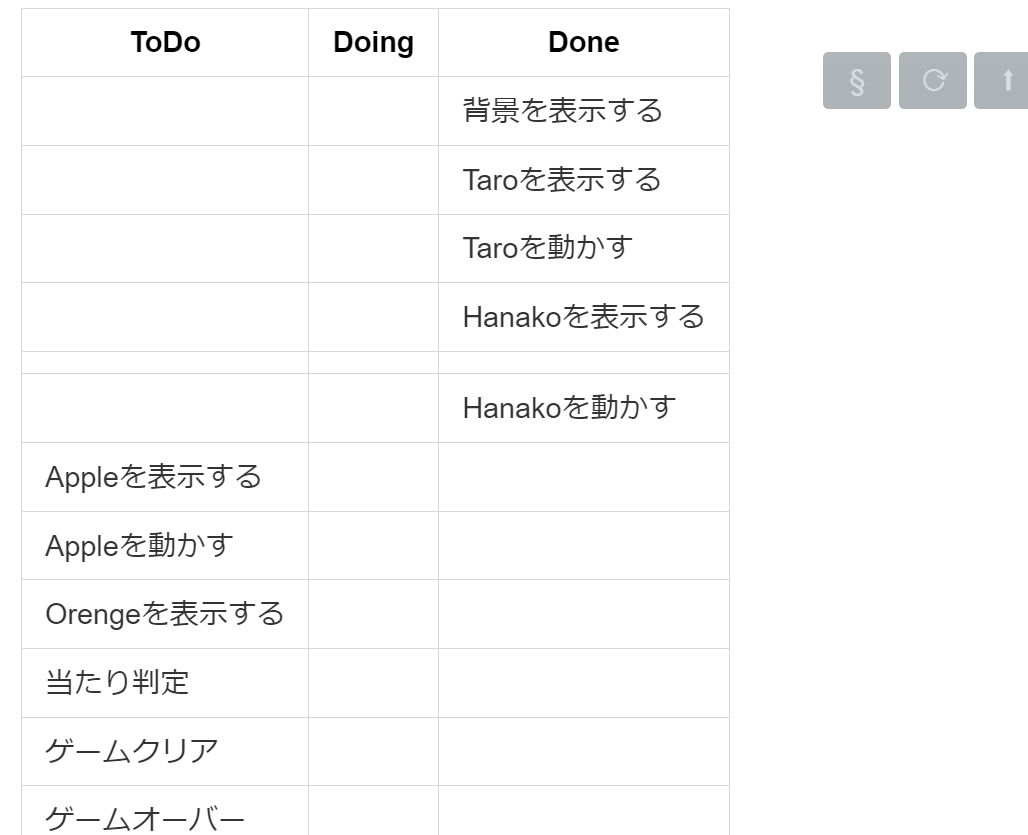 ToDo Doing Done
背景を表示する
Taroを表示する
Taroを動かす
Hanakoを表示する
Hanakoを動かす
Appleを表示する
Appleを動かす
Orengeを表示する
当たり判定
ゲームクリア
ゲームオーバー
§